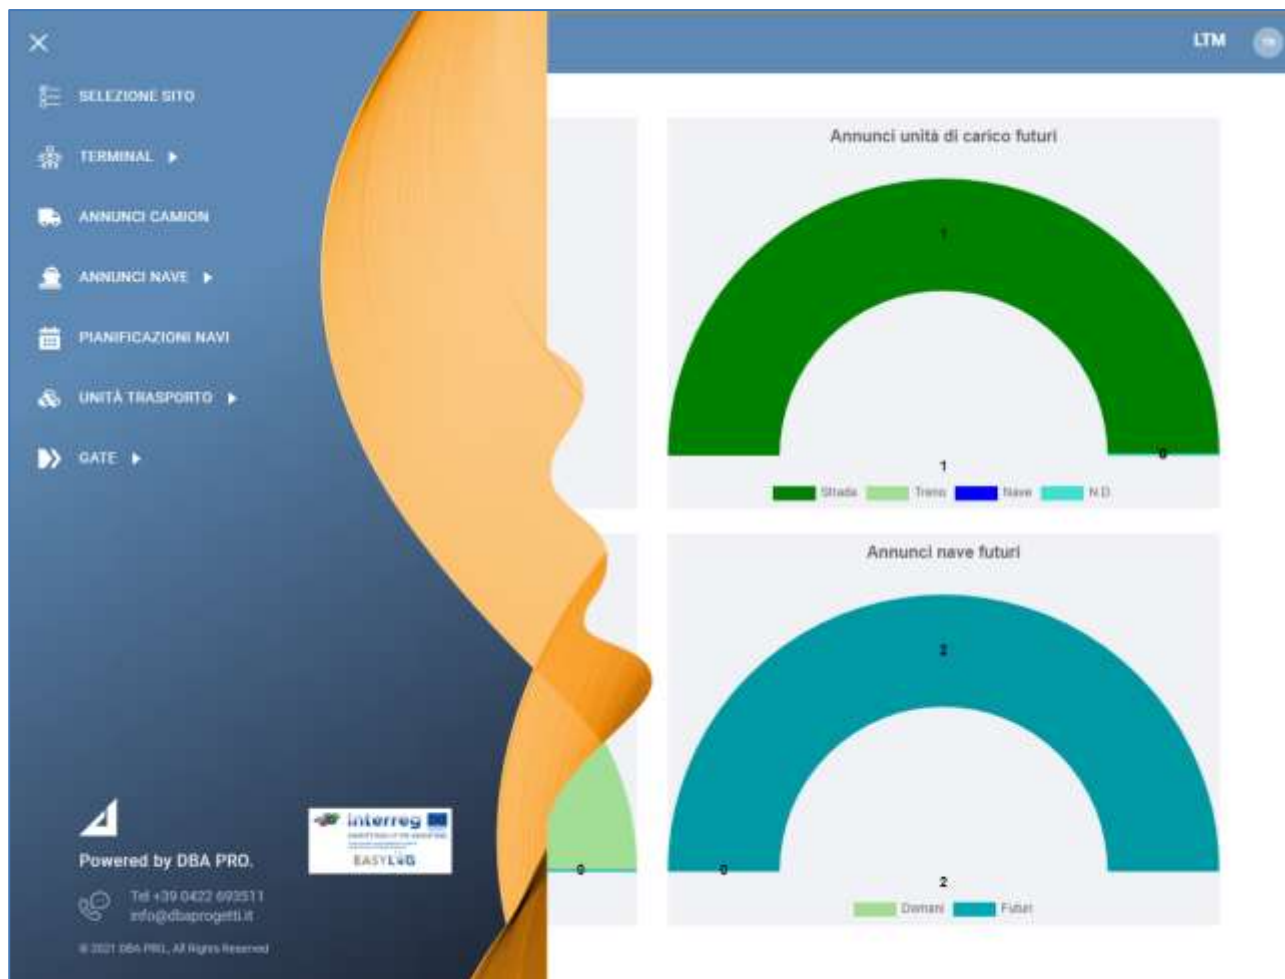 SELEZIONE SITO
TERMINAL
ANNUNCI CAMION
ANNUNCI NAVE
PIANIFICAZIONI NAVI
UNITÀ TRASPORTO
GATE
Powered by DBA PRO.
Tel +39 0422 693511
info@dbaprogetti.it
© 2021 DBA PRO., All Rights Reserved
interreg
EASYLOG
LTM
Annunci unità di carico futuri
1
0
1
Strada Treno Nave N.D.
0
Annunci nave futuri
2
0
2
Domani Futuri